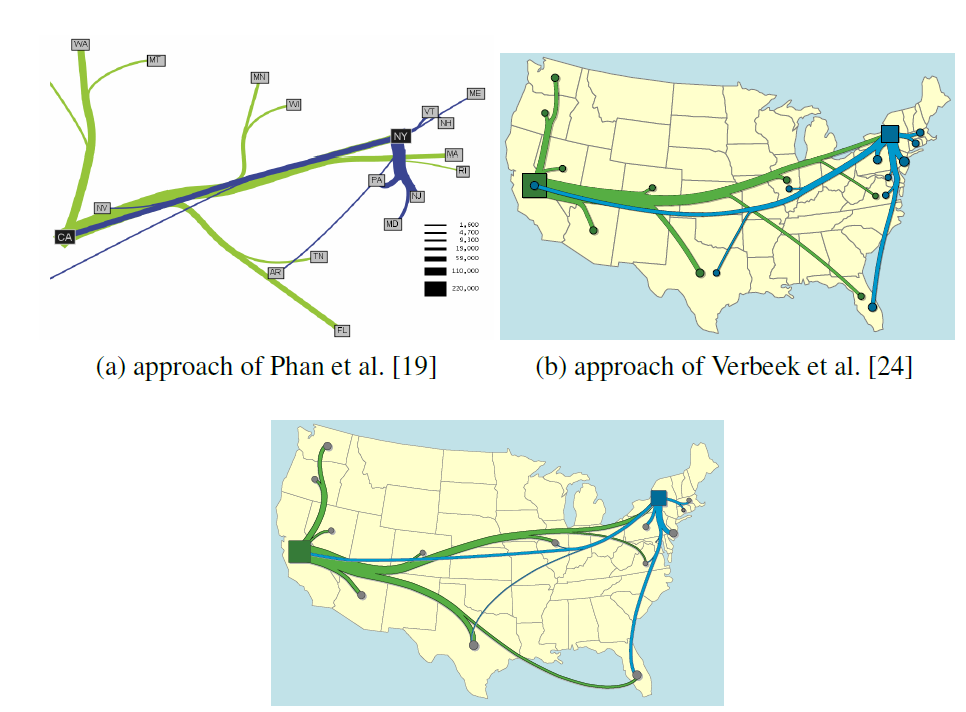 WA
MT
MN
WI
ME
VT
NH
NY
MA
RI
PA
NJ
NV
MD
CA
AR
TN
FL
1,600
4,700
9,300
19,000
59,000
110,000
220,000
(a) approach of Phan et al. [19]
(b) approach of Verbeek et al. [24]